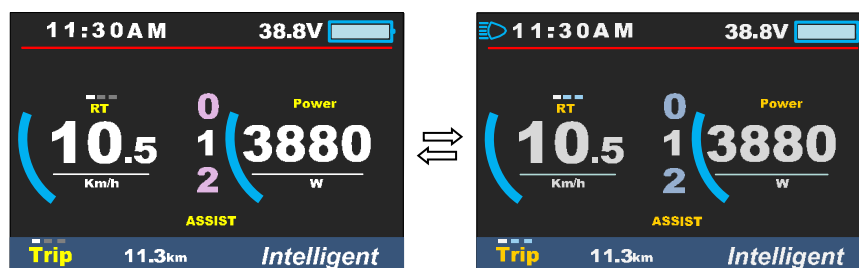 11:30AM 38.8V
RT
10.5
Km/h
0
1
2
Power
3880
W
ASSIST
Trip 11.3km Intelligent
11:30AM 38.8V
RT
10.5
Km/h
0
1
2
Power
3880
W
ASSIST
Trip 11.3km Intelligent